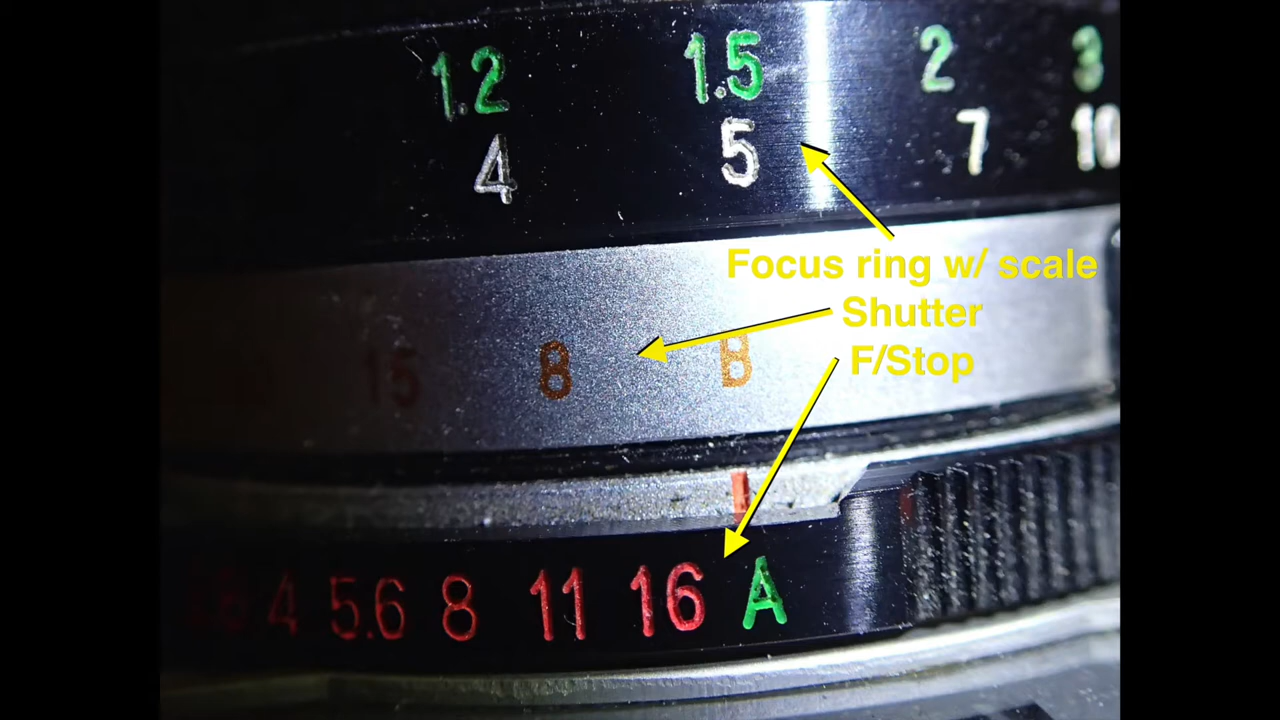 1.2 1.5 2 3
4 5 7 10
Focus ring w/ scale
Shutter
F/Stop
15 8 B
4 5.6 8 11 16 A